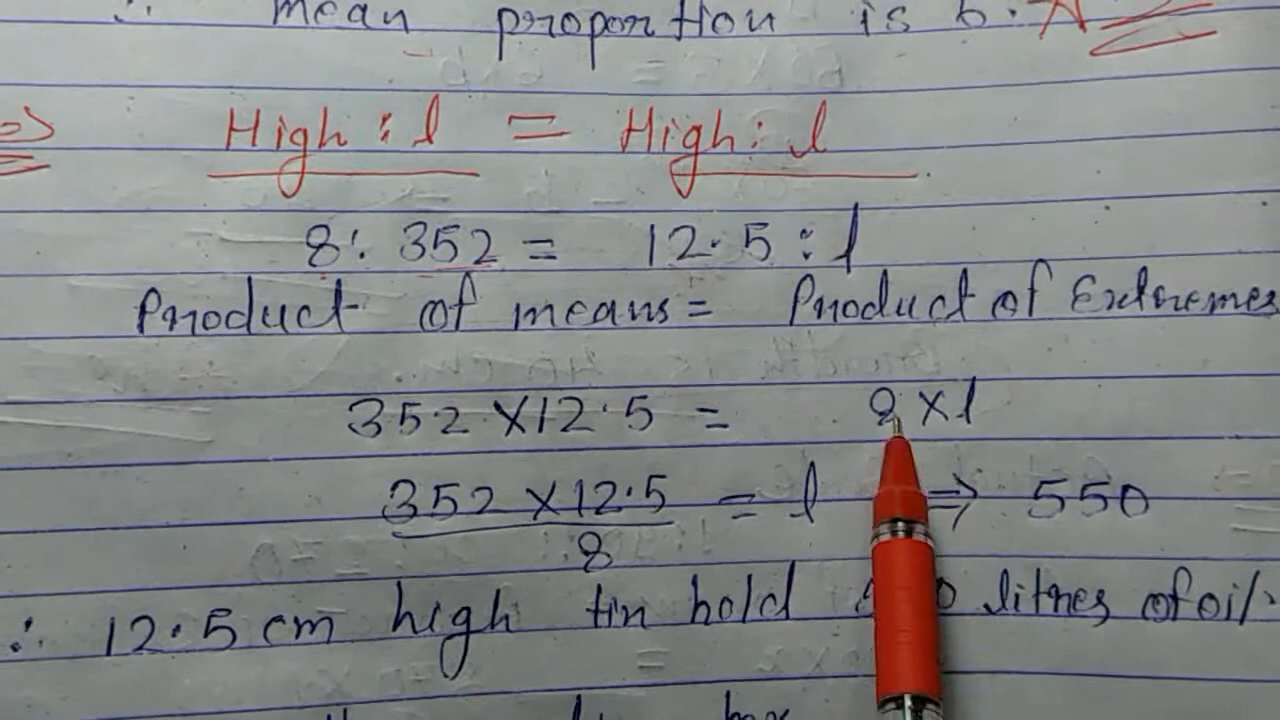 ∴ mean proportion is 6. A
⇒ High : l = High : l
8 : 352 = 12.5 : l
Product of means = Product of Extremes
352 × 12.5 = 8 × l
352 × 12.5 = l ⇒ 550
8
∴ 12.5 cm high tin hold litres of oil.